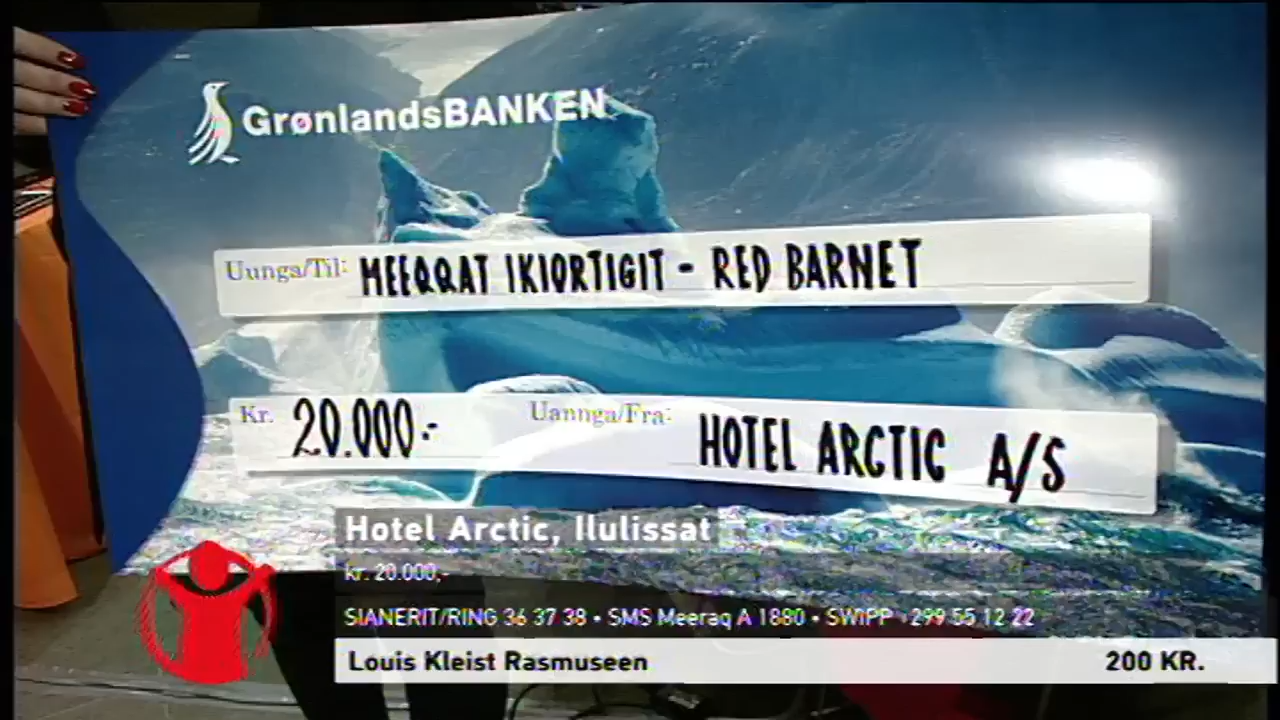 GrønlandsBANKEN
Uunga/Til: MEEQQAT IKIORTIGIT - RED BARNET
Kr. 20.000.- Uannga/Fra: HOTEL ARCTIC A/S
Hotel Arctic, Ilulissat
kr. 20.000,-
SIANERIT/RING 36 37 38 • SMS Meeraq A 1880 • SWIPP +299 55 12 22
Louis Kleist Rasmuseen 200 KR.